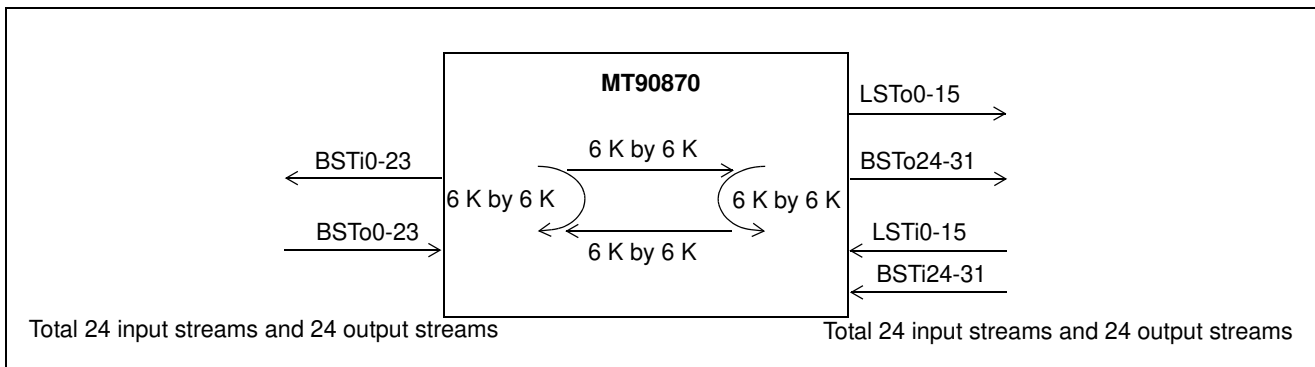 MT90870
LSTo0-15
6 K by 6 K
BSTi0-23
BSTo24-31
6 K by 6 K
6 K by 6 K
BSTo0-23
LSTi0-15
6 K by 6 K
BSTi24-31
Total 24 input streams and 24 output streams
Total 24 input streams and 24 output streams